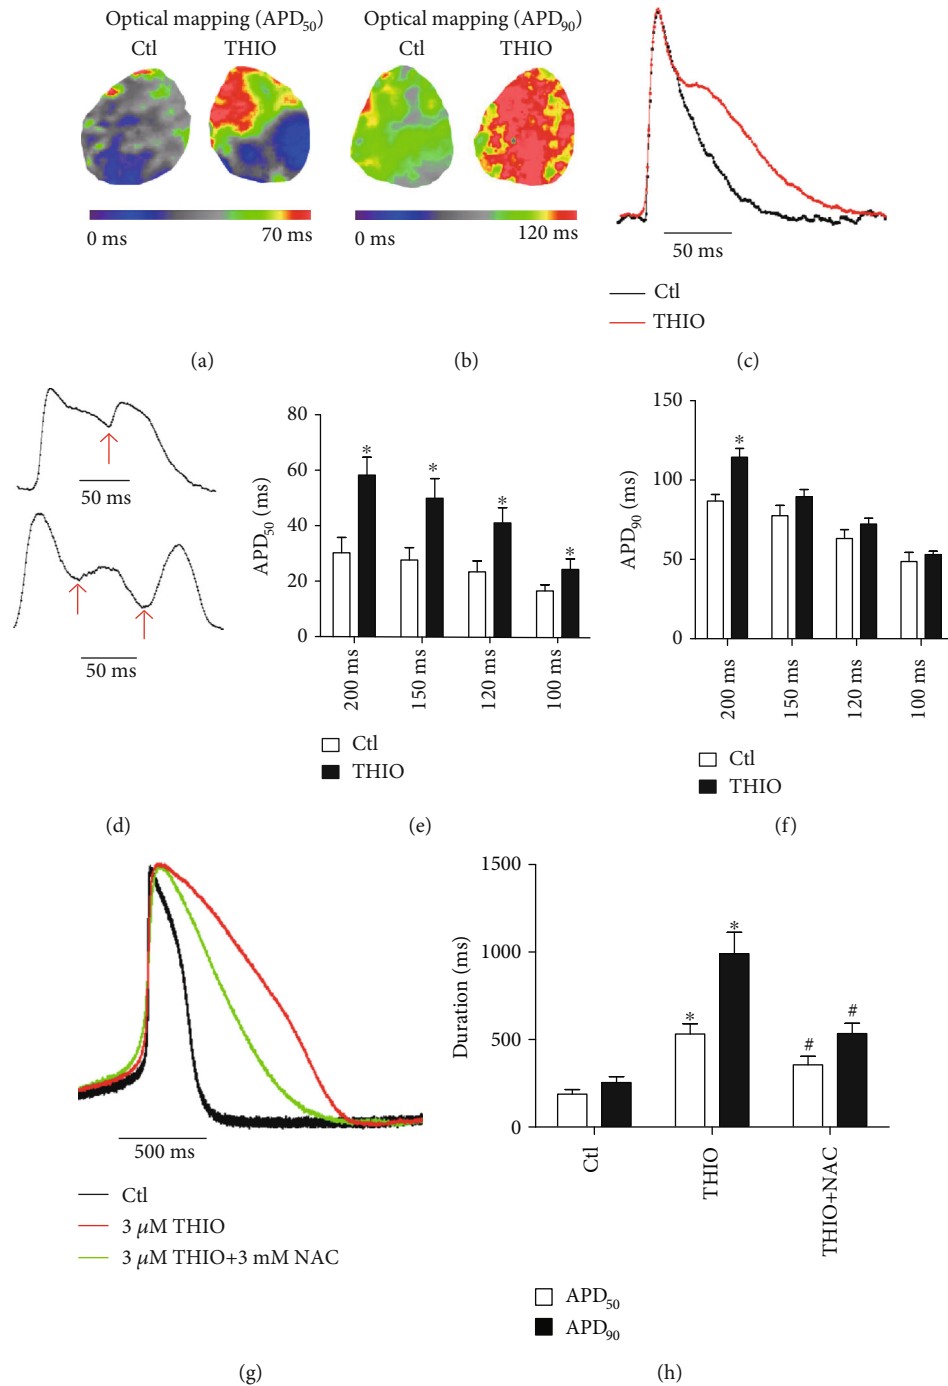 Optical mapping (APD50)
Ctl THIO
0 ms 70 ms
(a)
Optical mapping (APD90)
Ctl THIO
0 ms 120 ms
(b)
50 ms
Ctl
THIO
(c)
50 ms
50 ms
(d)
APD50 (ms)
80
60
40
20
0
* * * *
200 ms 150 ms 120 ms 100 ms
Ctl
THIO
(e)
APD90 (ms)
150
100
50
0
*
200 ms 150 ms 120 ms 100 ms
Ctl
THIO
(f)
500 ms
Ctl
3 μM THIO
3 μM THIO+3 mM NAC
(g)
Duration (ms)
1500
1000
500
0
* * # #
Ctl THIO THIO+NAC
APD50
APD90
(h)